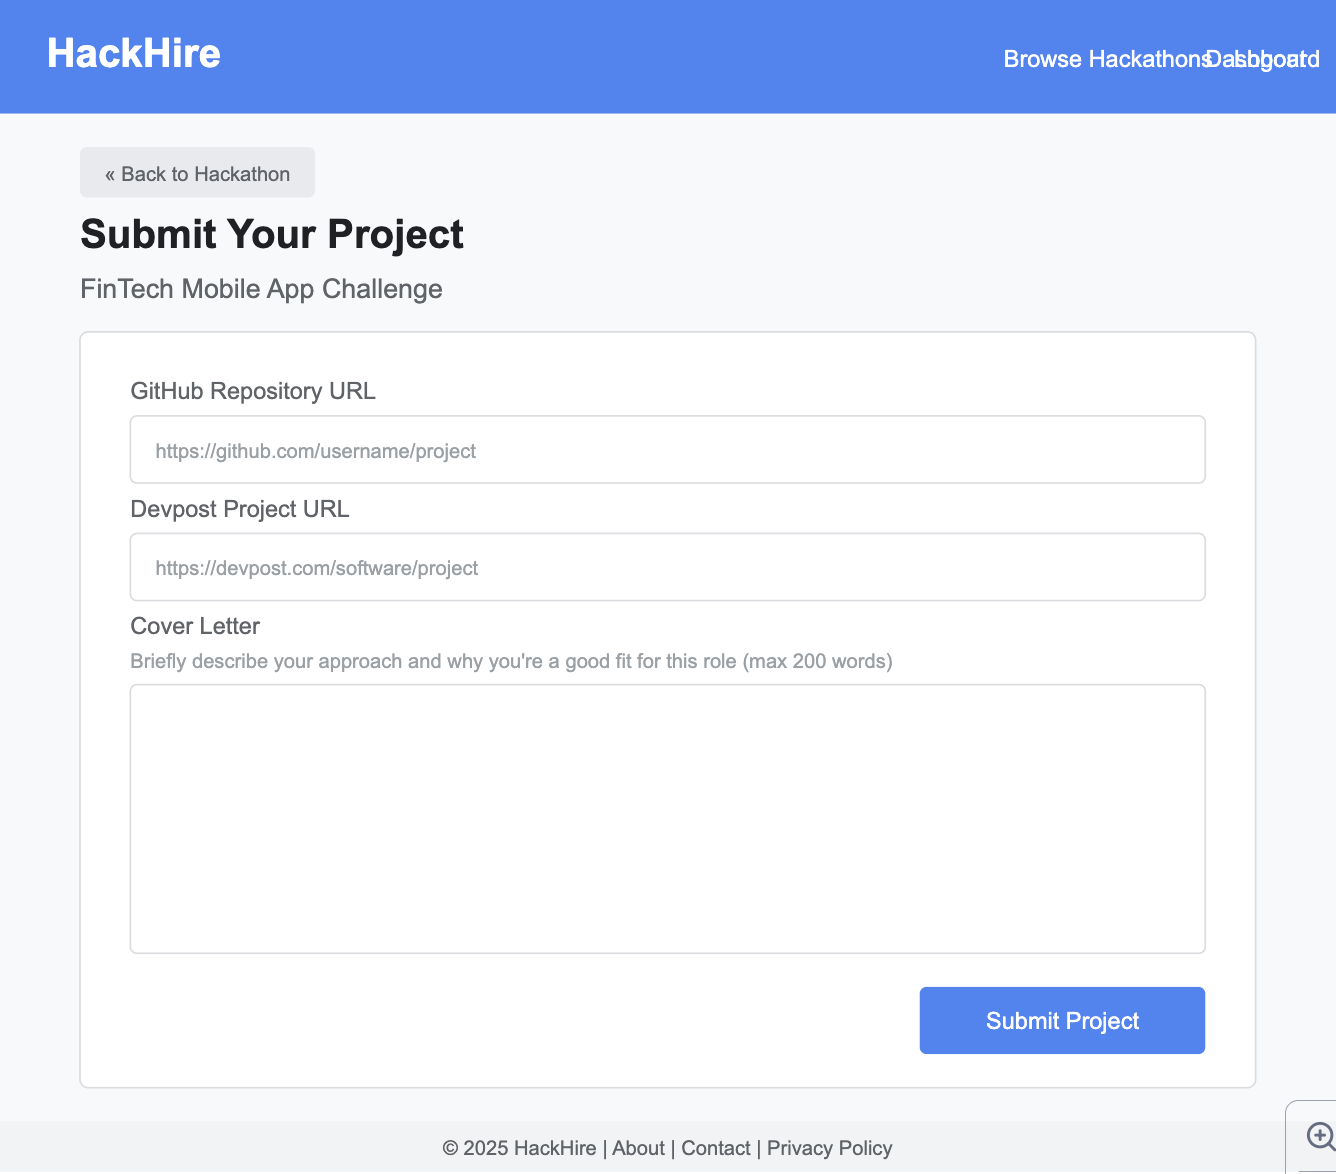 HackHire
Browse Hackathons Dashboard Logout
« Back to Hackathon
Submit Your Project
FinTech Mobile App Challenge
GitHub Repository URL
https://github.com/username/project
Devpost Project URL
https://devpost.com/software/project
Cover Letter
Briefly describe your approach and why you're a good fit for this role (max 200 words)
Submit Project
© 2025 HackHire | About | Contact | Privacy Policy